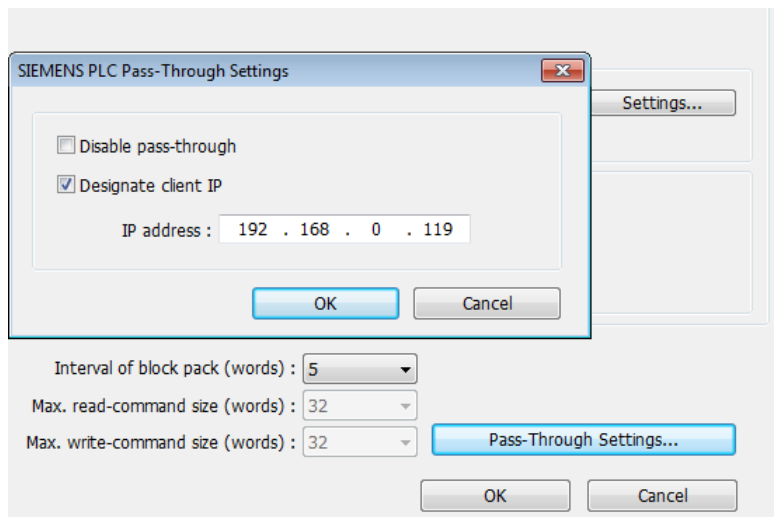 SIEMENS PLC Pass-Through Settings
Settings...
Disable pass-through
Designate client IP
IP address : 192 . 168 . 0 . 119
OK Cancel
Interval of block pack (words) : 5
Max. read-command size (words) : 32
Max. write-command size (words) : 32 Pass-Through Settings...
OK Cancel